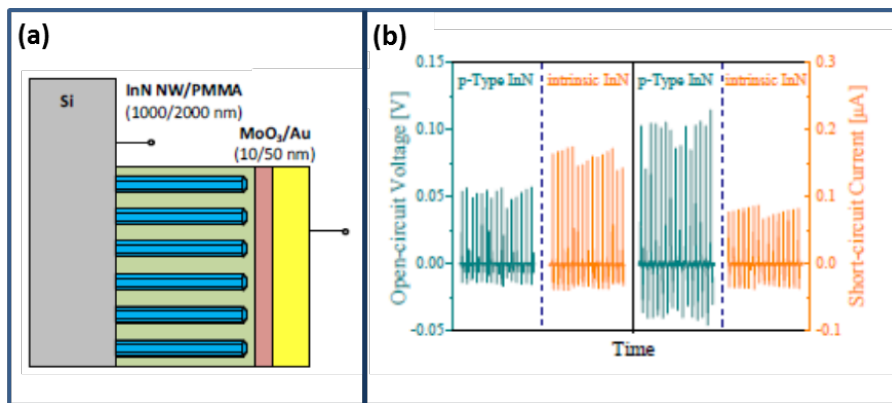 (a)
Si
InN NW/PMMA
(1000/2000 nm)
MoO₃/Au
(10/50 nm)
(b)
Open-circuit Voltage [V]
0.15
0.10
0.05
0.00
-0.05
p-Type InN
intrinsic InN
p-Type InN
intrinsic InN
0.3
0.2
0.1
0.0
-0.1
Short-circuit Current [µA]
Time